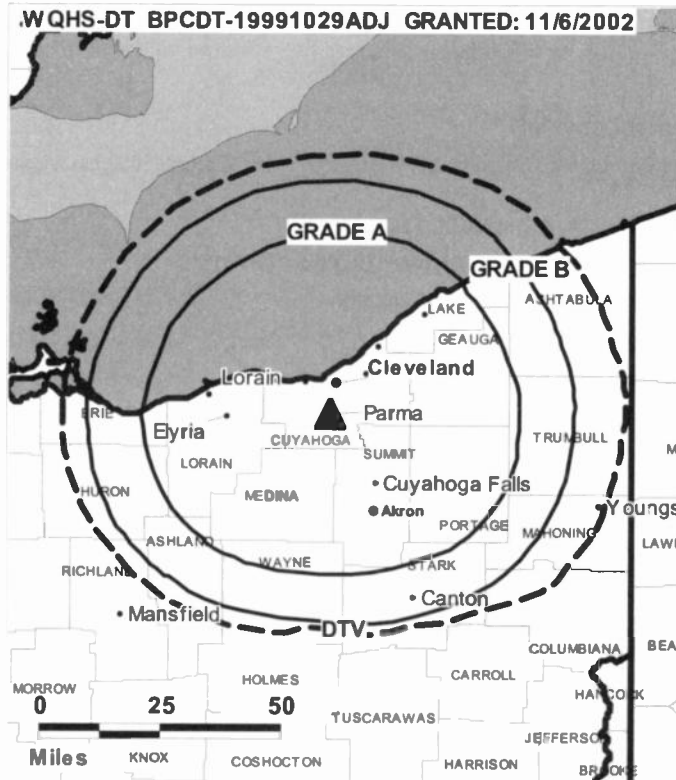 WQHS-DT BPCDT-19991029ADJ GRANTED: 11/6/2002
GRADE A
GRADE B
ASHTABULA
LAKE
GEAUGA
Cleveland
Lorain
ERIE
Elyria
Parma
CUYAHOGA
TRUMBULL
M
LORAIN
SUMMIT
Cuyahoga Falls
HURON
MEDINA
Akron
Youngs
PORTAGE
MAHONING
ASHLAND
LAW
WAYNE
STARK
RICHLAND
Canton
Mansfield
DTV
COLUMBIANA
BEA
CARROLL
HOLMES
MORROW
HANCOCK
0 25 50
TUSCARAWAS
JEFFERSON
Miles
KNOX
COSHOCTON
HARRISON
BROOKE